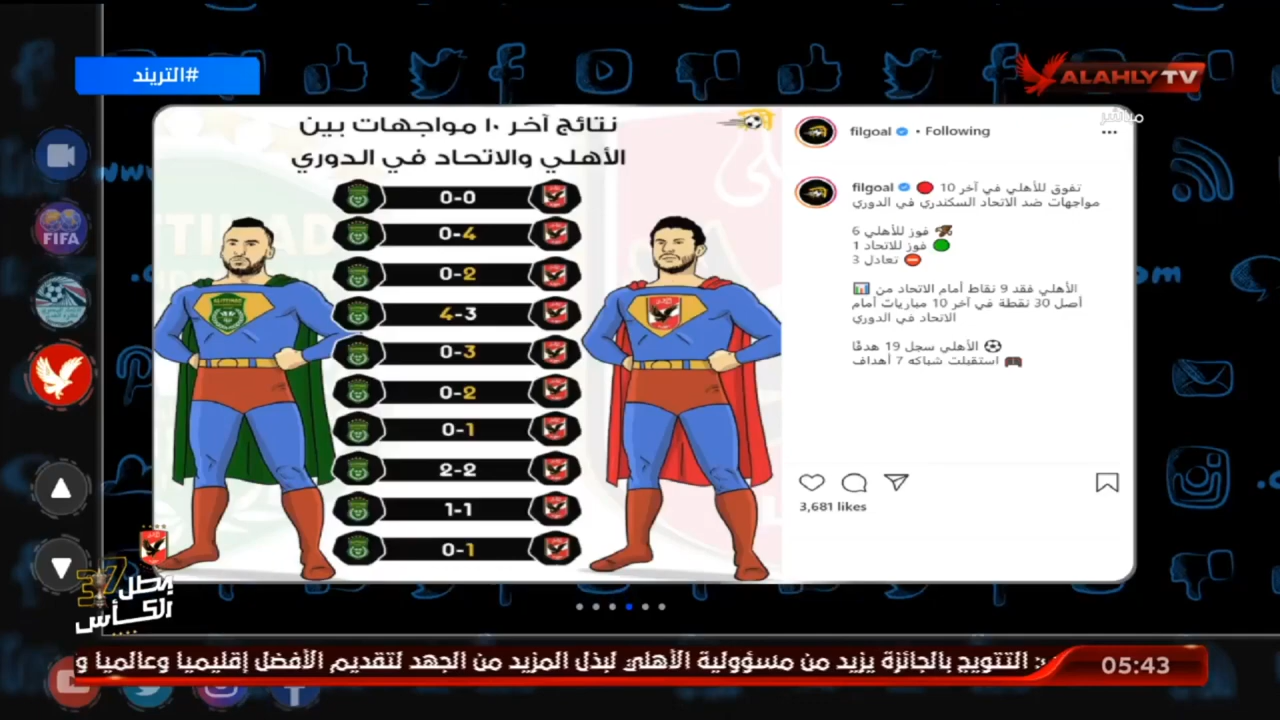 #التريند
ALAHLY TV
مباشر
نتائج آخر ١٠ مواجهات بين
الأهلي والاتحاد في الدوري
0-0
0-4
0-2
4-3
0-3
0-2
0-1
2-2
1-1
0-1
filgoal • Following
filgoal
تفوق للأهلي في آخر 10
مواجهات ضد الاتحاد السكندري في الدوري
فوز للأهلي 6
فوز للاتحاد 1
تعادل 3
الأهلي فقد 9 نقاط أمام الاتحاد من
أصل 30 نقطة في آخر 10 مباريات أمام
الاتحاد في الدوري
الأهلي سجل 19 هدفًا
استقبلت شباكه 7 أهداف
3,681 likes
FIFA
بطل 37
الكأس
: التتويج بالجائزة يزيد من مسؤولية الأهلي لبذل المزيد من الجهد لتقديم الأفضل إقليميا وعالميا و
05:43